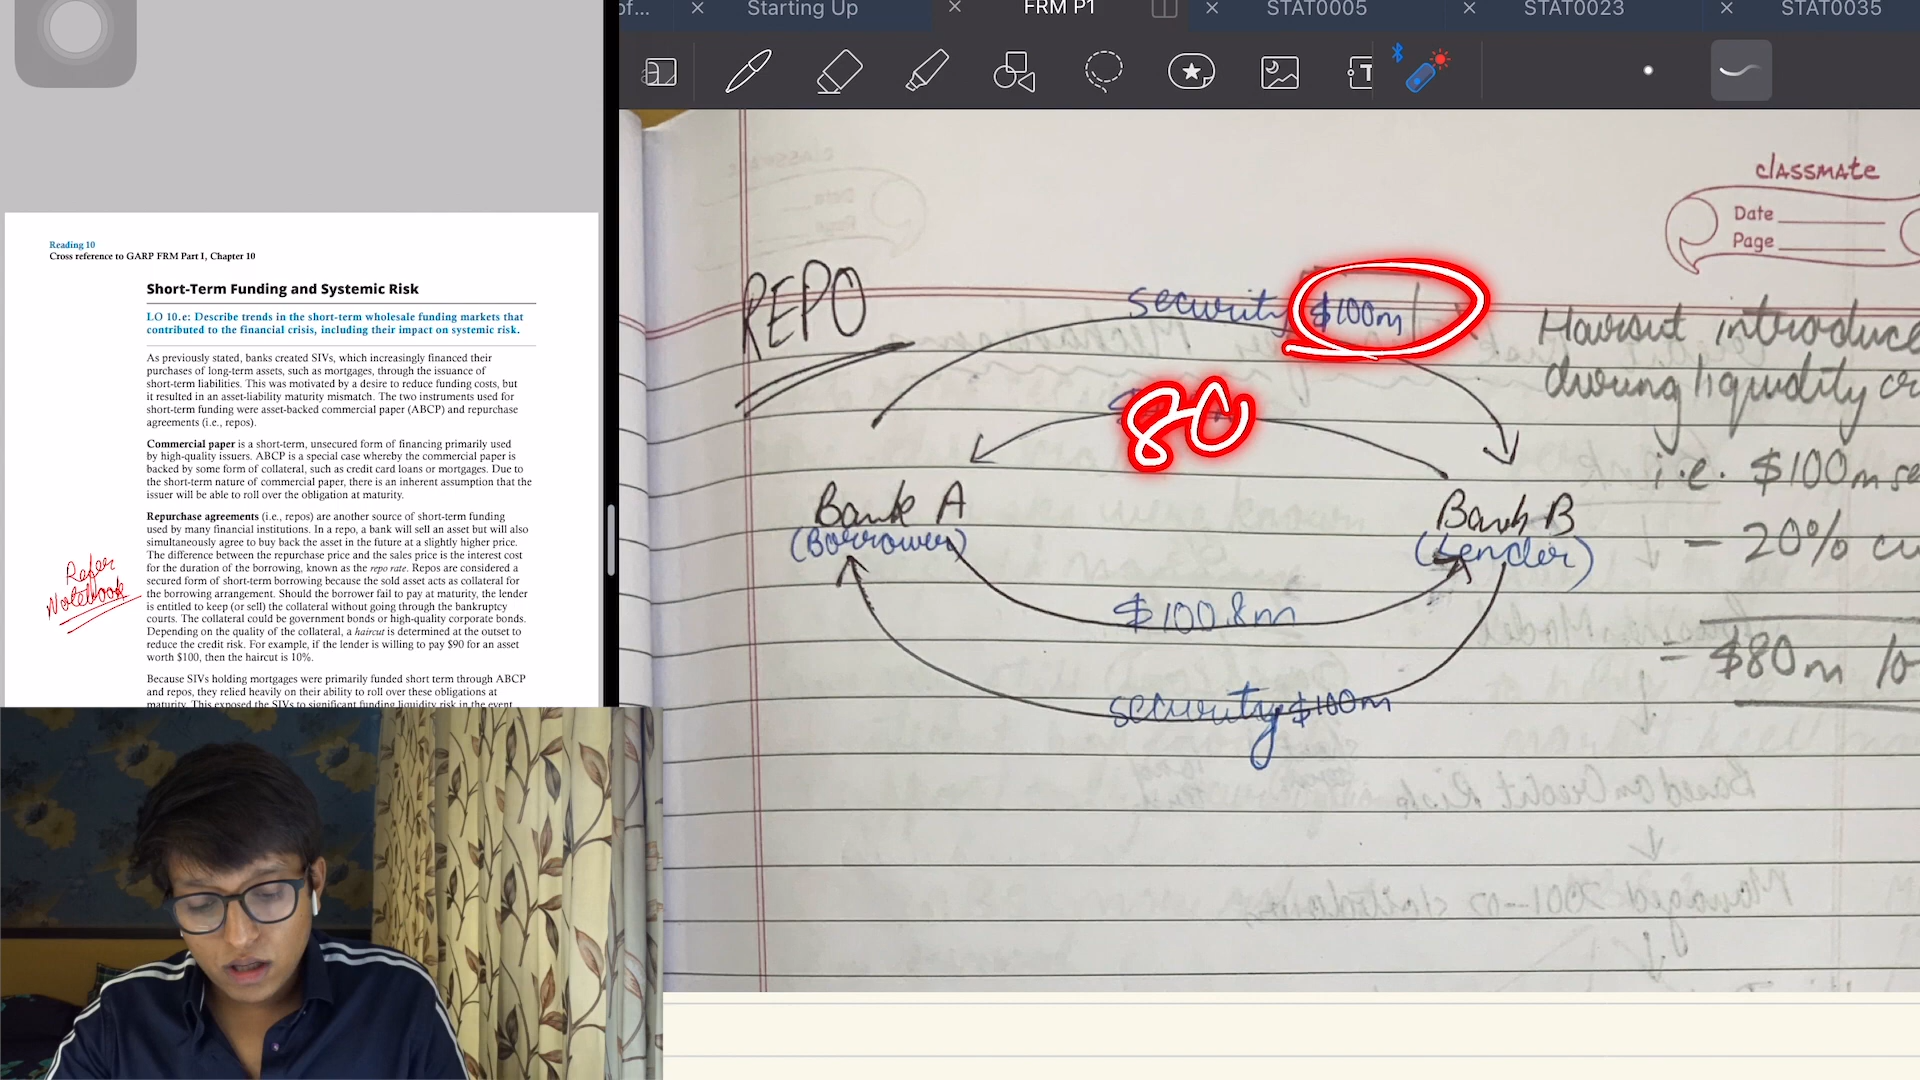 of...
Starting Up
FRM P1
STAT0005
STAT0023
STAT0035
Reading 10
Cross reference to GARP FRM Part I, Chapter 10
Short-Term Funding and Systemic Risk
LO 10.e: Describe trends in the short-term wholesale funding markets that
contributed to the financial crisis, including their impact on systemic risk.
As previously stated, banks created SIVs, which increasingly financed their
purchases of long-term assets, such as mortgages, through the issuance of
short-term liabilities. This was motivated by a desire to reduce funding costs, but
it resulted in an asset-liability maturity mismatch. The two instruments used for
short-term funding were asset-backed commercial paper (ABCP) and repurchase
agreements (i.e., repos).
Commercial paper is a short-term, unsecured form of financing primarily used
by high-quality issuers. ABCP is a special case whereby the commercial paper is
backed by some form of collateral, such as credit card loans or mortgages. Due to
the short-term nature of commercial paper, there is an inherent assumption that the
issuer will be able to roll over the obligation at maturity.
Repurchase agreements (i.e., repos) are another source of short-term funding
used by many financial institutions. In a repo, a bank will sell an asset but will also
simultaneously agree to buy back the asset in the future at a slightly higher price.
The difference between the repurchase price and the sales price is the interest cost
for the duration of the borrowing, known as the repo rate. Repos are considered a
secured form of short-term borrowing because the sold asset acts as collateral for
the borrowing arrangement. Should the borrower fail to pay at maturity, the lender
is entitled to keep (or sell) the collateral without going through the bankruptcy
courts. The collateral could be government bonds or high-quality corporate bonds.
Depending on the quality of the collateral, a haircut is determined at the outset to
reduce the credit risk. For example, if the lender is willing to pay $90 for an asset
worth $100, then the haircut is 10%.
Because SIVs holding mortgages were primarily funded short term through ABCP
and repos, they relied heavily on their ability to roll over these obligations at
maturity. This exposed the SIVs to significant funding liquidity risk in the event
Refer
Notebook
classmate
Date
Page
REPO
security $100m
80
Bank A
(Borrower)
Bank B
(Lender)
$100.8m
security $100m
Haircut introduce
during liquidity cr
i.e. $100m se
- 20% cu
= $80m lo